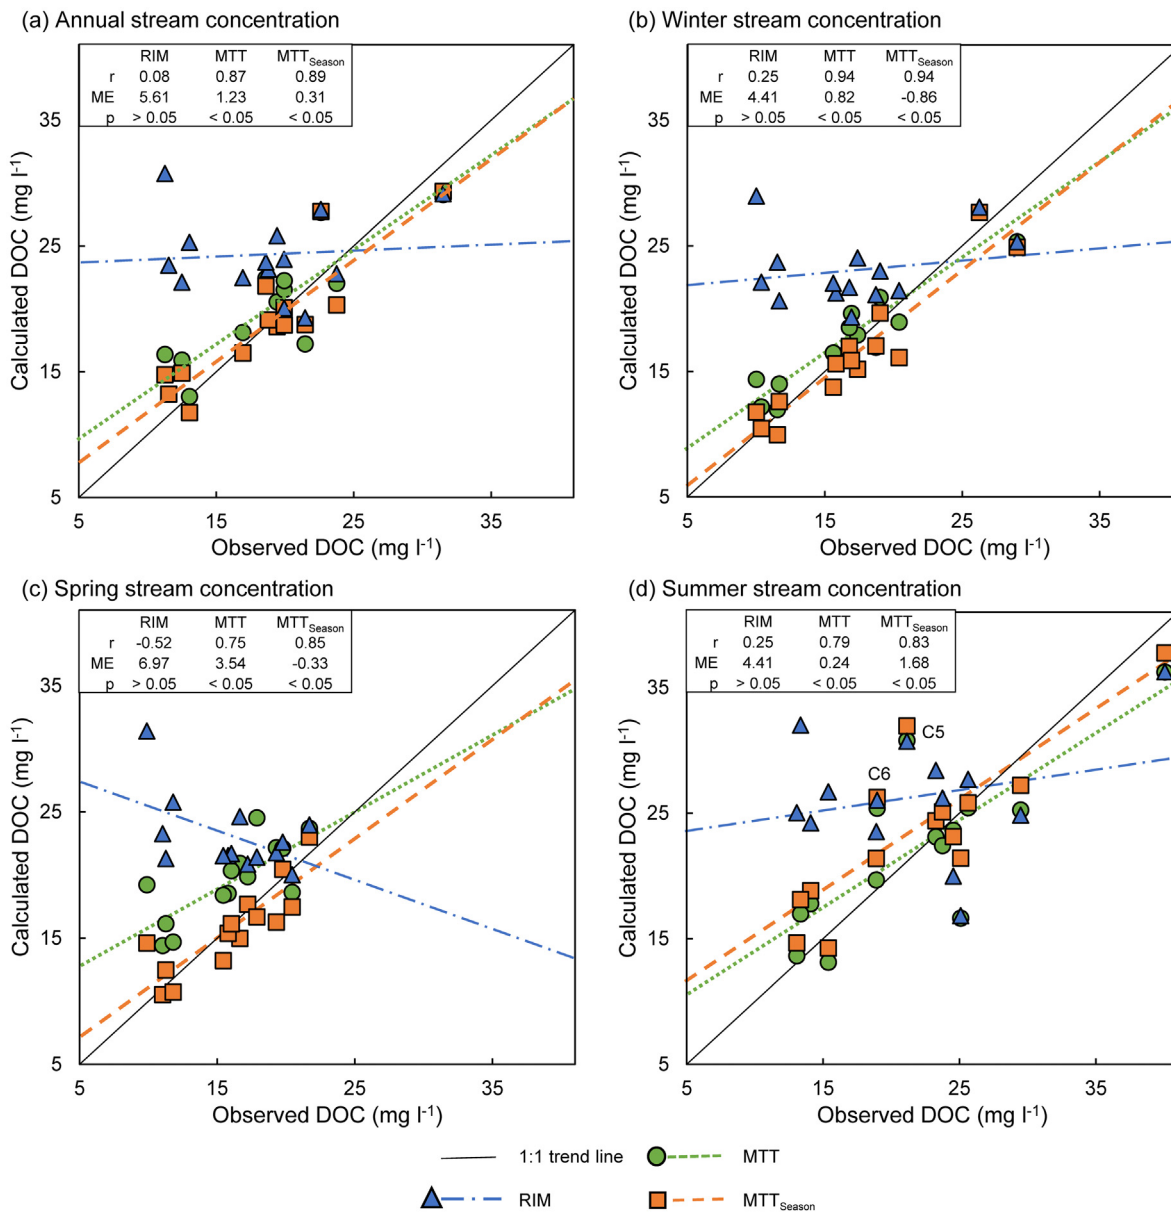 (a) Annual stream concentration
RIM MTT MTT_Season
r 0.08 0.87 0.89
ME 5.61 1.23 0.31
p > 0.05 < 0.05 < 0.05
Calculated DOC (mg l⁻¹)
35
25
15
5
5 15 25 35
Observed DOC (mg l⁻¹)
(b) Winter stream concentration
RIM MTT MTT_Season
r 0.25 0.94 0.94
ME 4.41 0.82 -0.86
p > 0.05 < 0.05 < 0.05
Calculated DOC (mg l⁻¹)
35
25
15
5
5 15 25 35
Observed DOC (mg l⁻¹)
(c) Spring stream concentration
RIM MTT MTT_Season
r -0.52 0.75 0.85
ME 6.97 3.54 -0.33
p > 0.05 < 0.05 < 0.05
Calculated DOC (mg l⁻¹)
35
25
15
5
5 15 25 35
Observed DOC (mg l⁻¹)
(d) Summer stream concentration
RIM MTT MTT_Season
r 0.25 0.79 0.83
ME 4.41 0.24 1.68
p > 0.05 < 0.05 < 0.05
C5
C6
Calculated DOC (mg l⁻¹)
35
25
15
5
5 15 25 35
Observed DOC (mg l⁻¹)
1:1 trend line
MTT
RIM
MTT_Season